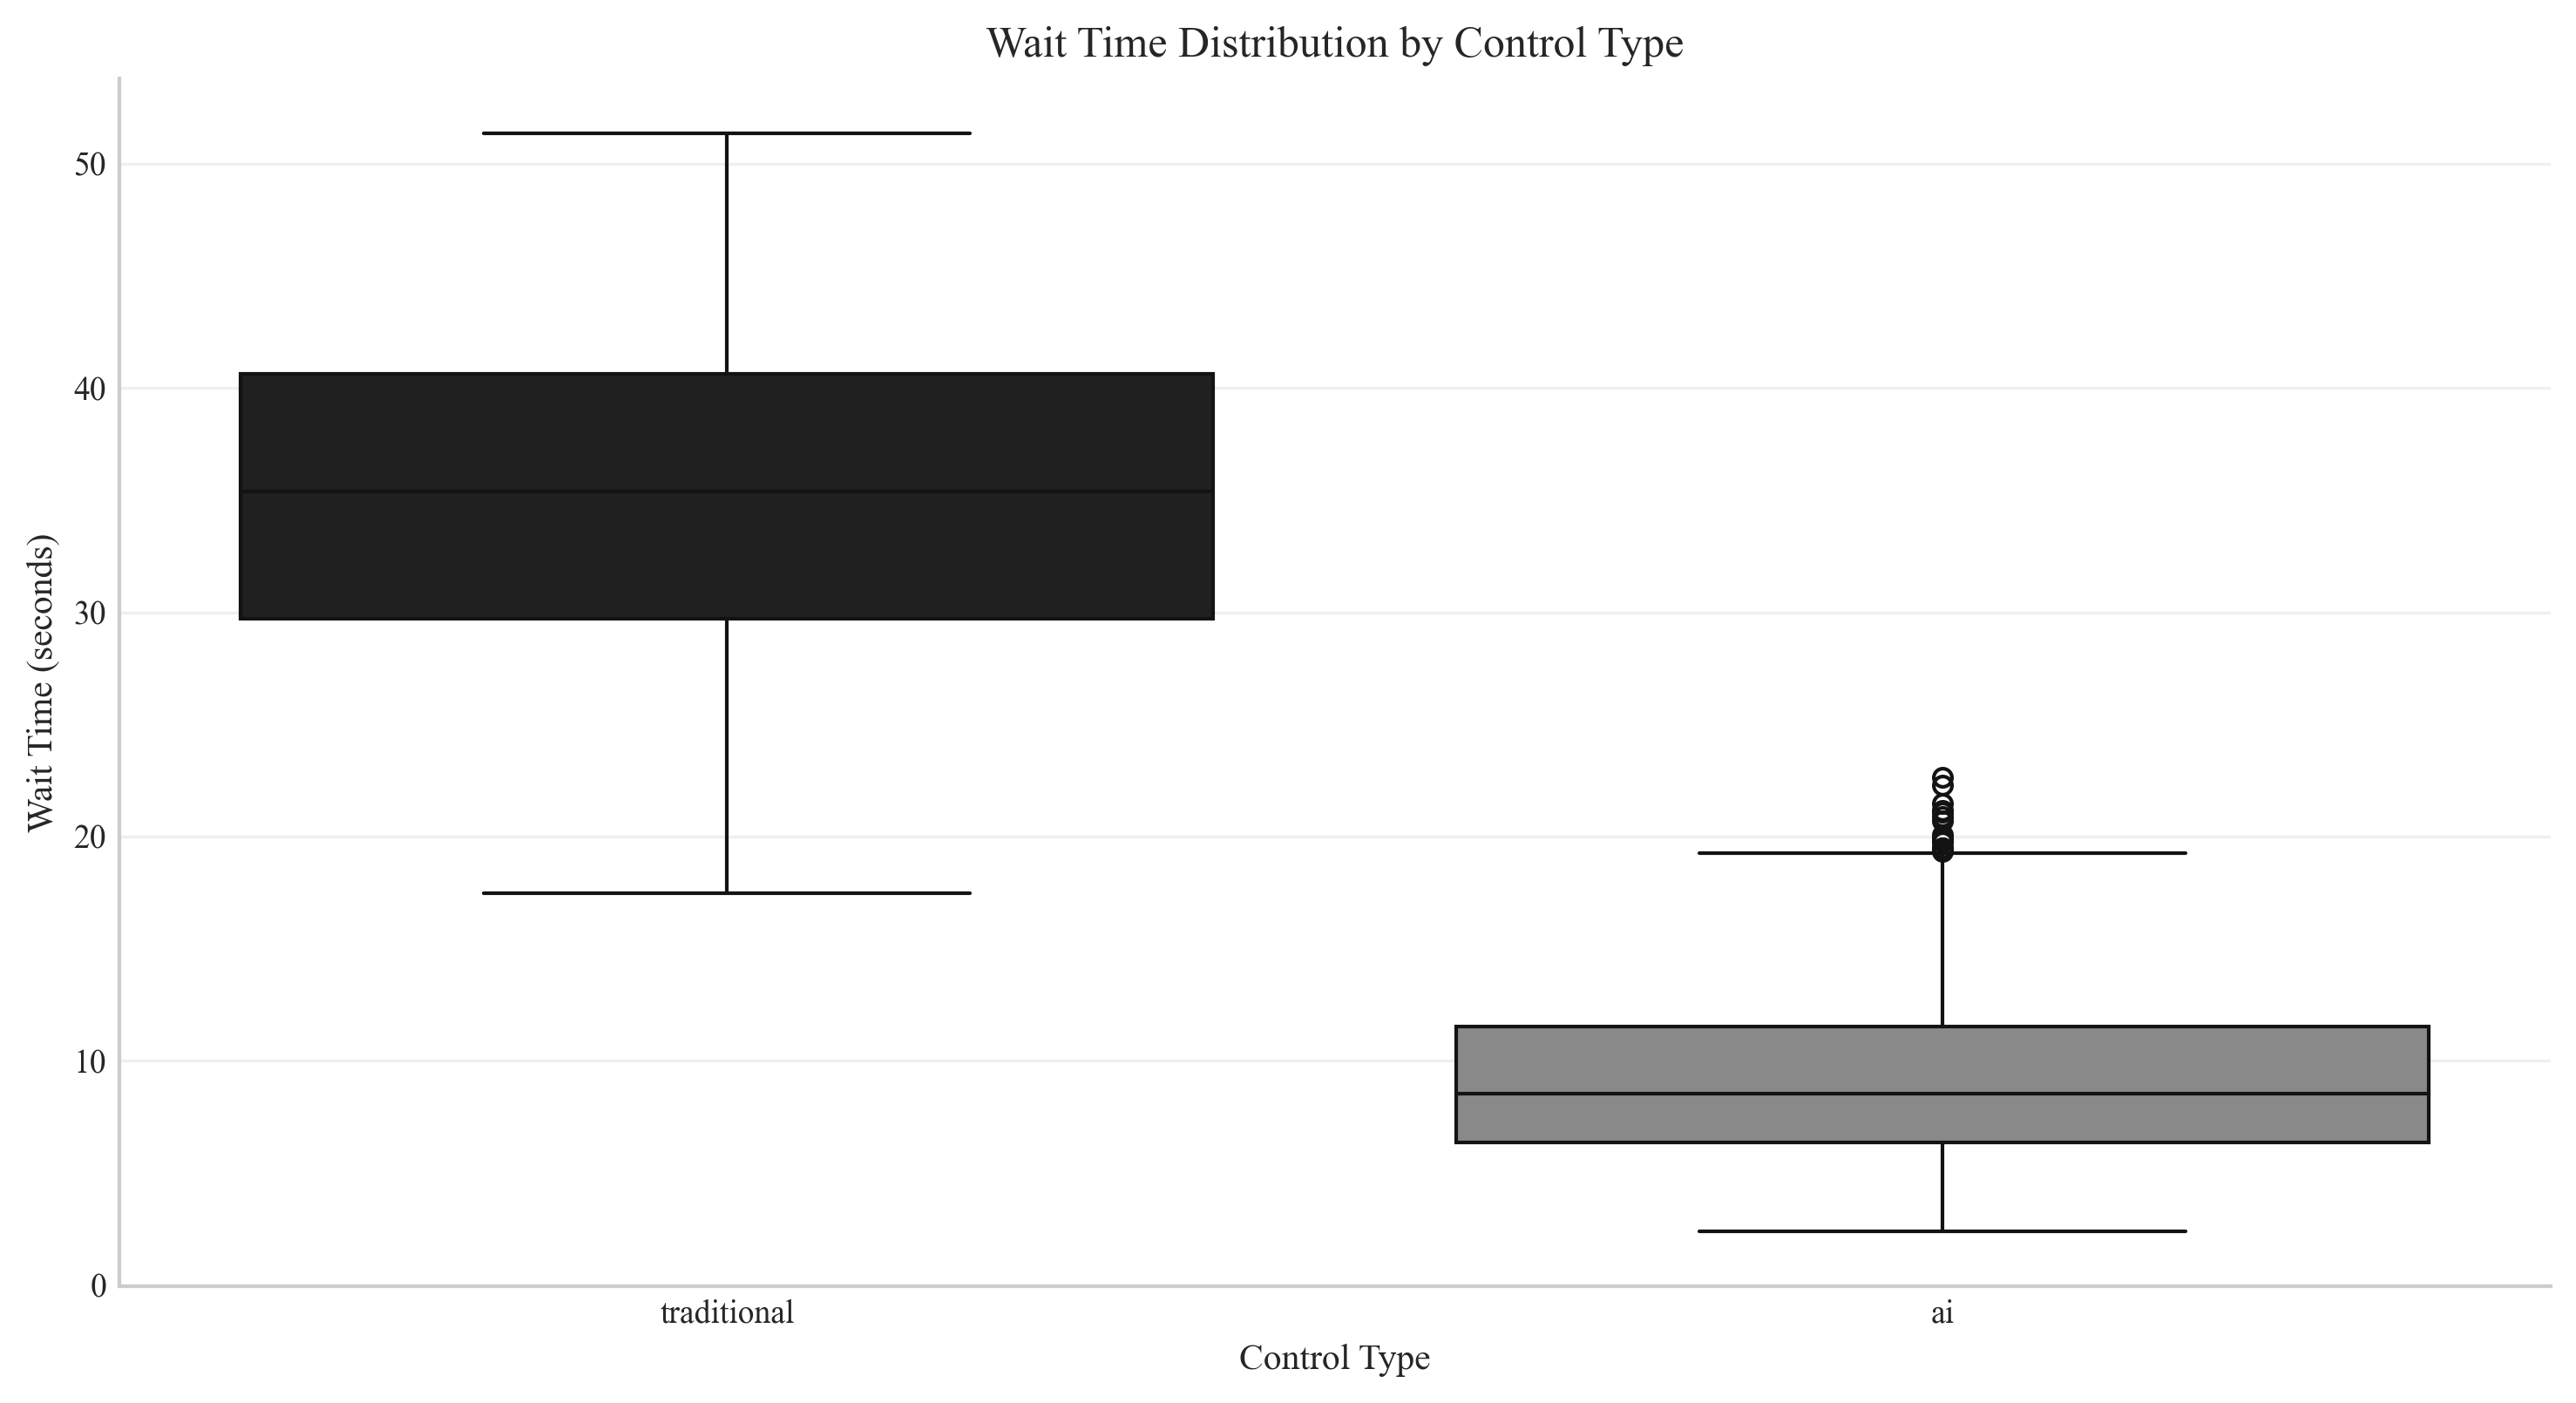 Wait Time Distribution by Control Type
Wait Time (seconds)
50
40
30
20
10
0
traditional
ai
Control Type